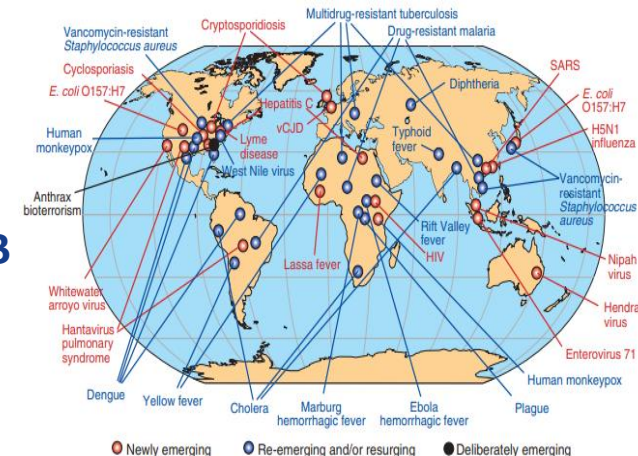 Multidrug-resistant tuberculosis
Cryptosporidiosis
Drug-resistant malaria
Vancomycin-resistant
Staphylococcus aureus
SARS
Cyclosporiasis
Diphtheria
E. coli O157:H7
E. coli
O157:H7
Hepatitis C
vCJD
H5N1
influenza
Human
monkeypox
Lyme
disease
Typhoid
fever
West Nile virus
Vancomycin-
resistant
Staphylococcus
aureus
Anthrax
bioterrorism
Rift Valley
fever
B
HIV
Lassa fever
Nipah
virus
Whitewater
arroyo virus
Hendra
virus
Hantavirus
pulmonary
syndrome
Enterovirus 71
Human monkeypox
Dengue
Yellow fever
Cholera
Marburg
hemorrhagic fever
Ebola
hemorrhagic fever
Plague
Newly emerging
Re-emerging and/or resurging
Deliberately emerging